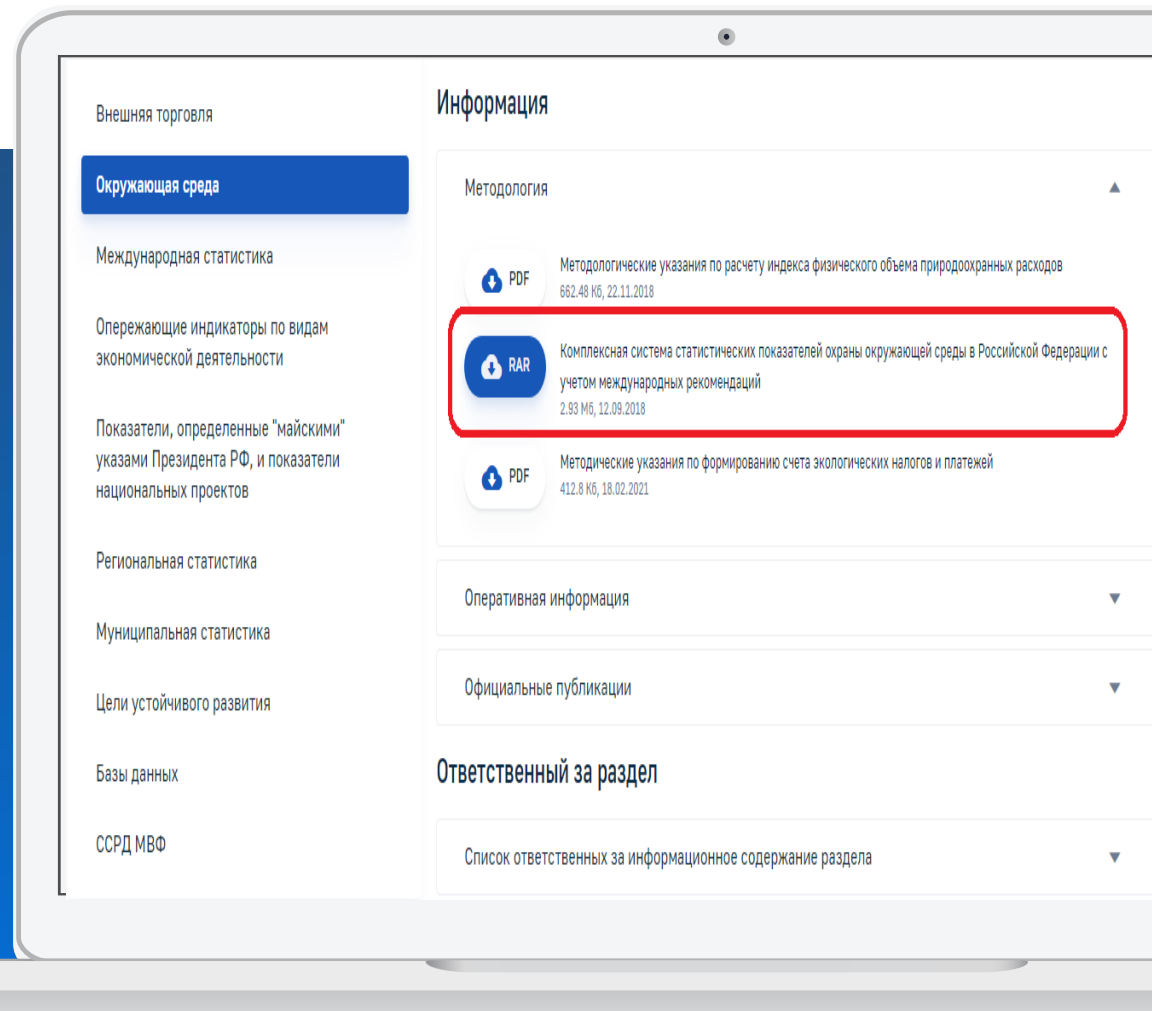 Внешняя торговля
Окружающая среда
Международная статистика
Опережающие индикаторы по видам
экономической деятельности
Показатели, определенные "майскими"
указами Президента РФ, и показатели
национальных проектов
Региональная статистика
Муниципальная статистика
Цели устойчивого развития
Базы данных
ССРД МВФ
Информация
Методология
PDF
Методологические указания по расчету индекса физического объема природоохранных расходов
662.48 Кб, 22.11.2018
RAR
Комплексная система статистических показателей охраны окружающей среды в Российской Федерации с
учетом международных рекомендаций
2.93 Мб, 12.09.2018
PDF
Методические указания по формированию счета экологических налогов и платежей
412.8 Кб, 18.02.2021
Оперативная информация
Официальные публикации
Ответственный за раздел
Список ответственных за информационное содержание раздела